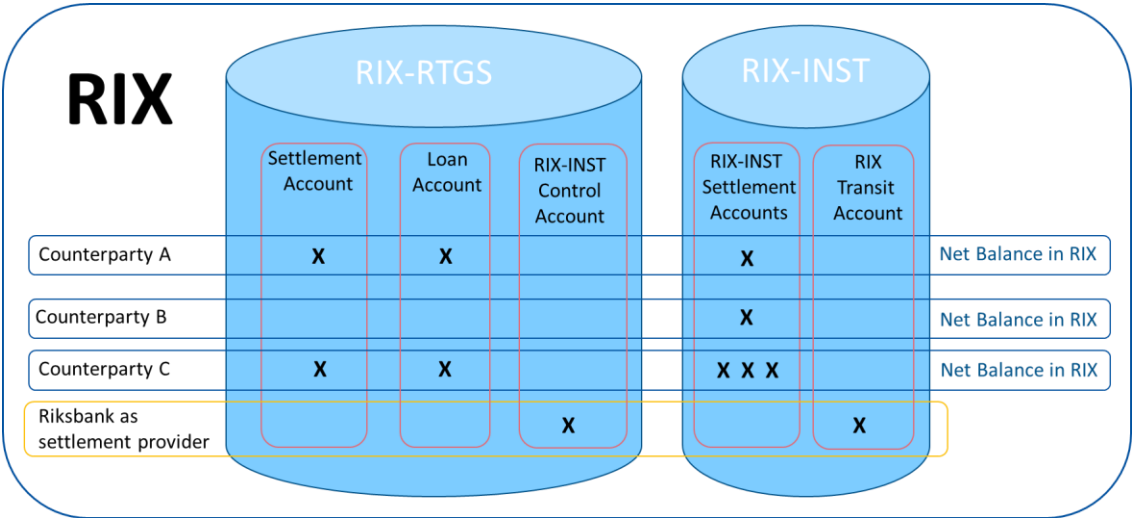 RIX
RIX-RTGS
RIX-INST
Settlement
Account
Loan
Account
RIX-INST
Control
Account
RIX-INST
Settlement
Accounts
RIX
Transit
Account
Counterparty A
X
X
X
Net Balance in RIX
Counterparty B
X
Net Balance in RIX
Counterparty C
X
X
X X X
Net Balance in RIX
Riksbank as
settlement provider
X
X